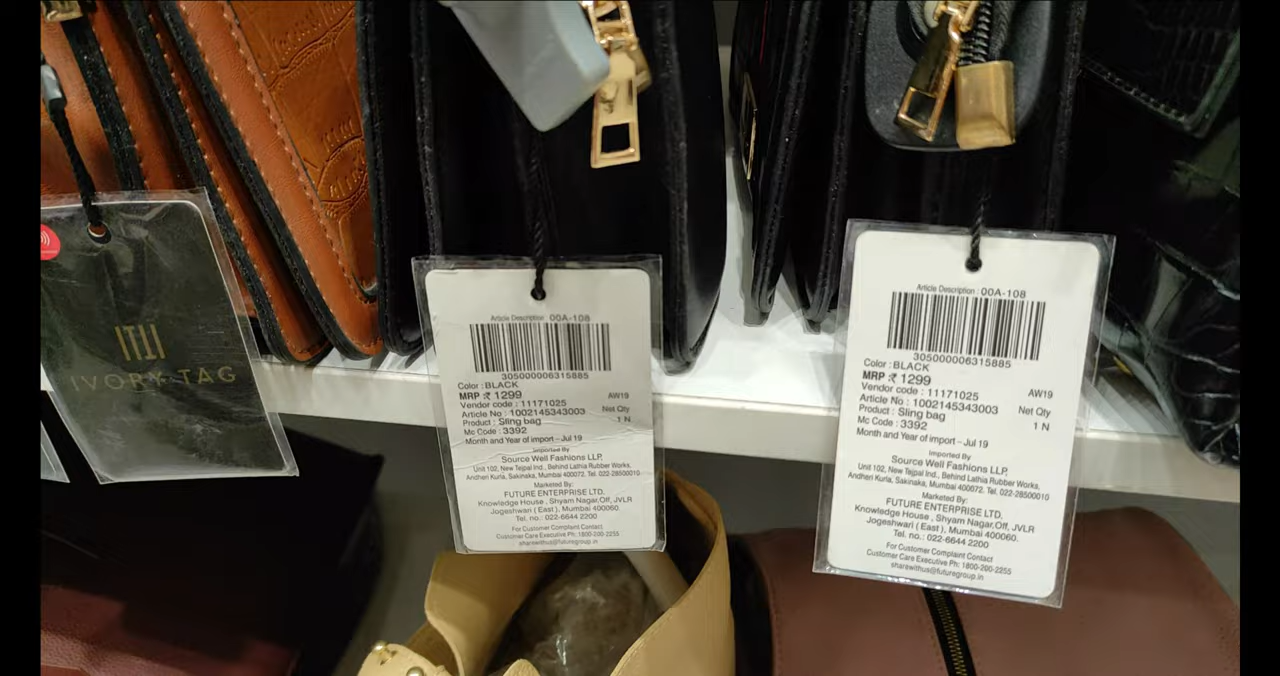 IVORY TAG
Article Description : 00A-108
305000006315885
Color : BLACK
MRP : ₹ 1299
AW19
Vendor code : 11171025
Article No : 1002145343003
Net Qty
Product : Sling bag
1 N
Mc Code : 3392
Month and Year of import – Jul 19
Imported By
Source Well Fashions LLP,
Unit 102, New Tejpal Ind., Behind Lathia Rubber Works,
Andheri Kurla, Sakinaka, Mumbai 400072. Tel. 022-28500010
Marketed By:
FUTURE ENTERPRISE LTD,
Knowledge House , Shyam Nagar,Off, JVLR
Jogeshwari ( East ), Mumbai 400060.
Tel. no.: 022-6644 2200
For Customer Complaint Contact
Customer Care Executive Ph: 1800-200-2255
sharewithus@futuregroup.in
Article Description : 00A-108
305000006315885
Color : BLACK
MRP : ₹ 1299
AW19
Vendor code : 11171025
Article No : 1002145343003
Net Qty
Product : Sling bag
1 N
Mc Code : 3392
Month and Year of import – Jul 19
Imported By
Source Well Fashions LLP,
Unit 102, New Tejpal Ind., Behind Lathia Rubber Works,
Andheri Kurla, Sakinaka, Mumbai 400072. Tel. 022-28500010
Marketed By:
FUTURE ENTERPRISE LTD,
Knowledge House , Shyam Nagar,Off, JVLR
Jogeshwari ( East ), Mumbai 400060.
Tel. no.: 022-6644 2200
For Customer Complaint Contact
Customer Care Executive Ph: 1800-200-2255
sharewithus@futuregroup.in